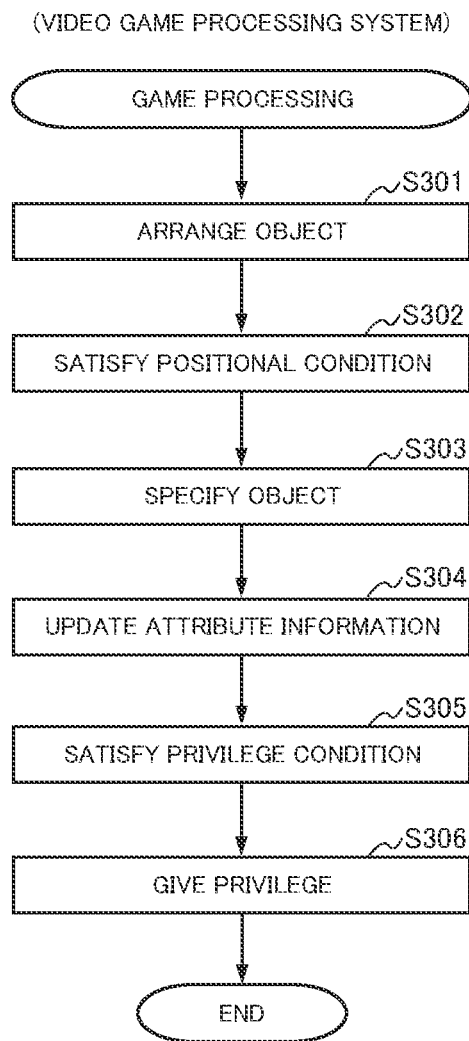 (VIDEO GAME PROCESSING SYSTEM)
GAME PROCESSING
S301
ARRANGE OBJECT
S302
SATISFY POSITIONAL CONDITION
S303
SPECIFY OBJECT
S304
UPDATE ATTRIBUTE INFORMATION
S305
SATISFY PRIVILEGE CONDITION
S306
GIVE PRIVILEGE
END